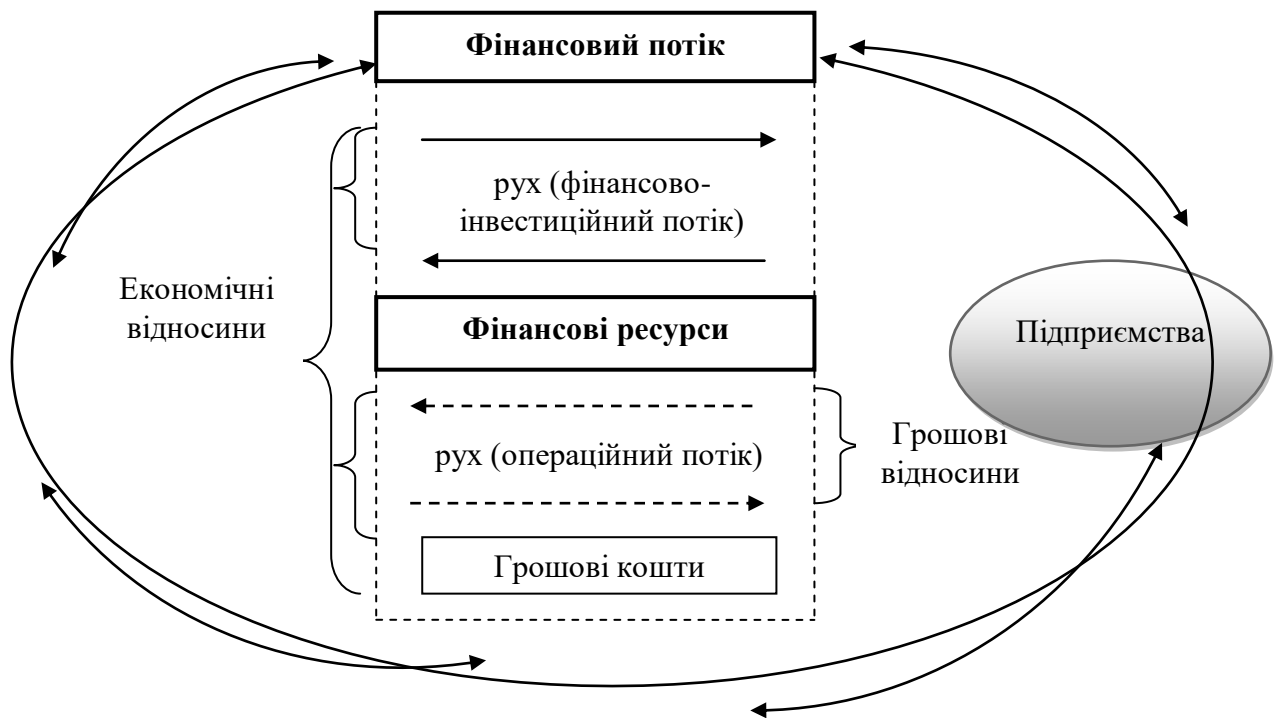 Фінансовий потік
рух (фінансово-
інвестиційний потік)
Економічні
відносини
Фінансові ресурси
Підприємства
рух (операційний потік)
Грошові
відносини
Грошові кошти